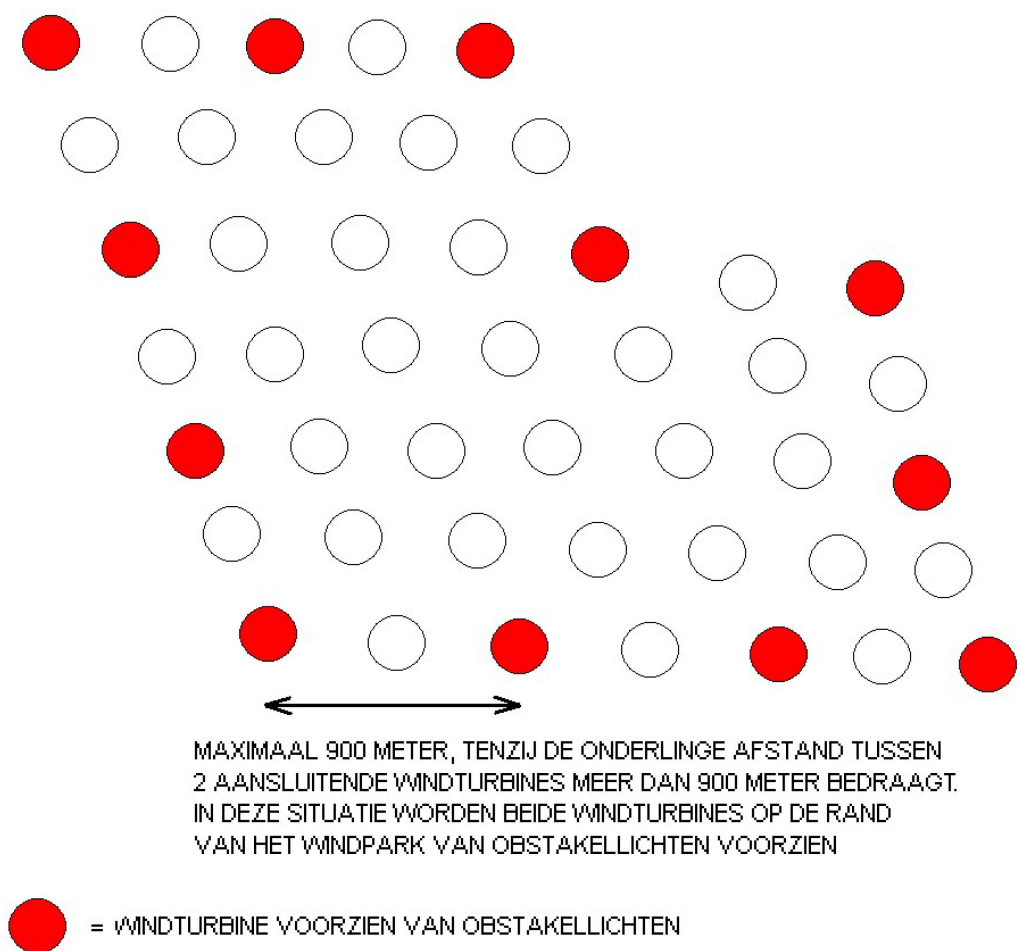 MAXIMAAL 900 METER, TENZIJ DE ONDERLINGE AFSTAND TUSSEN
2 AANSLUITENDE WINDTURBINES MEER DAN 900 METER BEDRAAGT.
IN DEZE SITUATIE WORDEN BEIDE WINDTURBINES OP DE RAND
VAN HET WINDPARK VAN OBSTAKELLICHTEN VOORZIEN
= WINDTURBINE VOORZIEN VAN OBSTAKELLICHTEN